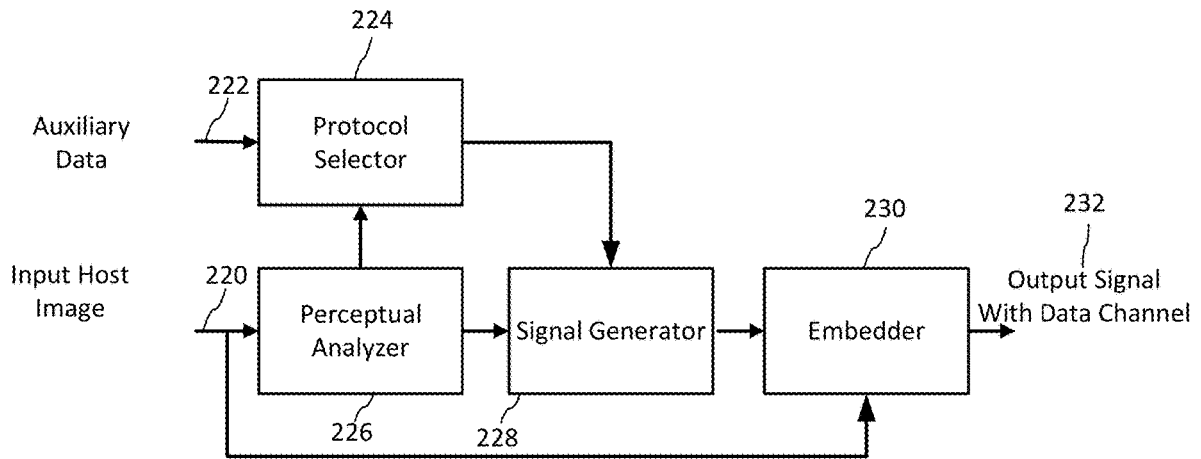 224
222
Auxiliary
Data
Protocol
Selector
230
232
Input Host
Image
220
Perceptual
Analyzer
Signal Generator
Embedder
Output Signal
With Data Channel
226
228